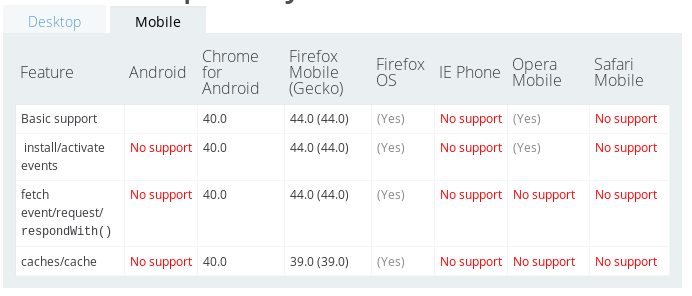 Desktop Mobile
Feature Android Chrome for Android Firefox Mobile (Gecko) Firefox OS IE Phone Opera Mobile Safari Mobile
Basic support 40.0 44.0 (44.0) (Yes) No support (Yes) No support
install/activate events No support 40.0 44.0 (44.0) (Yes) No support (Yes) No support
fetch event/request/ respondWith() No support 40.0 44.0 (44.0) (Yes) No support No support No support
caches/cache No support 40.0 39.0 (39.0) (Yes) No support No support No support